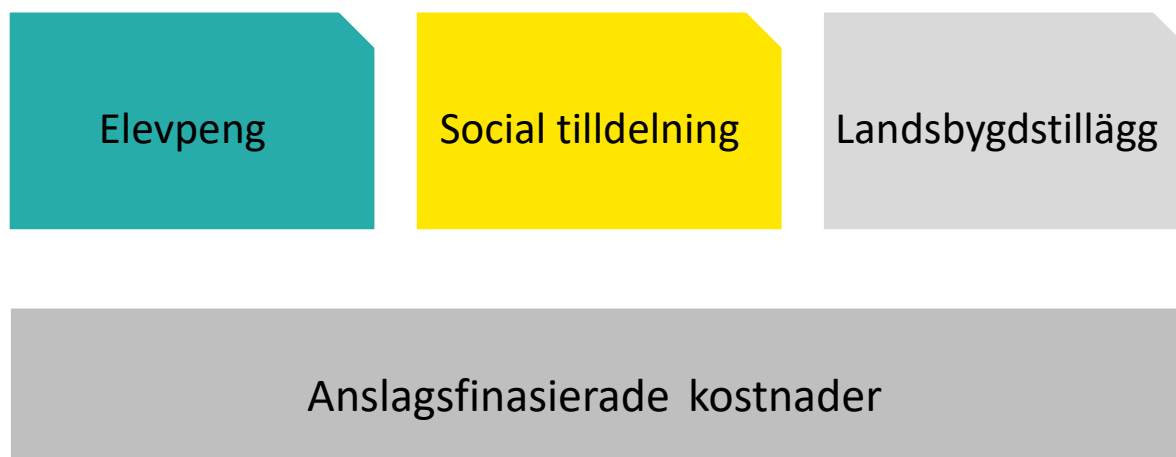 Elevpeng
Social tilldelning
Landsbygdstillägg
Anslagsfinasierade kostnader